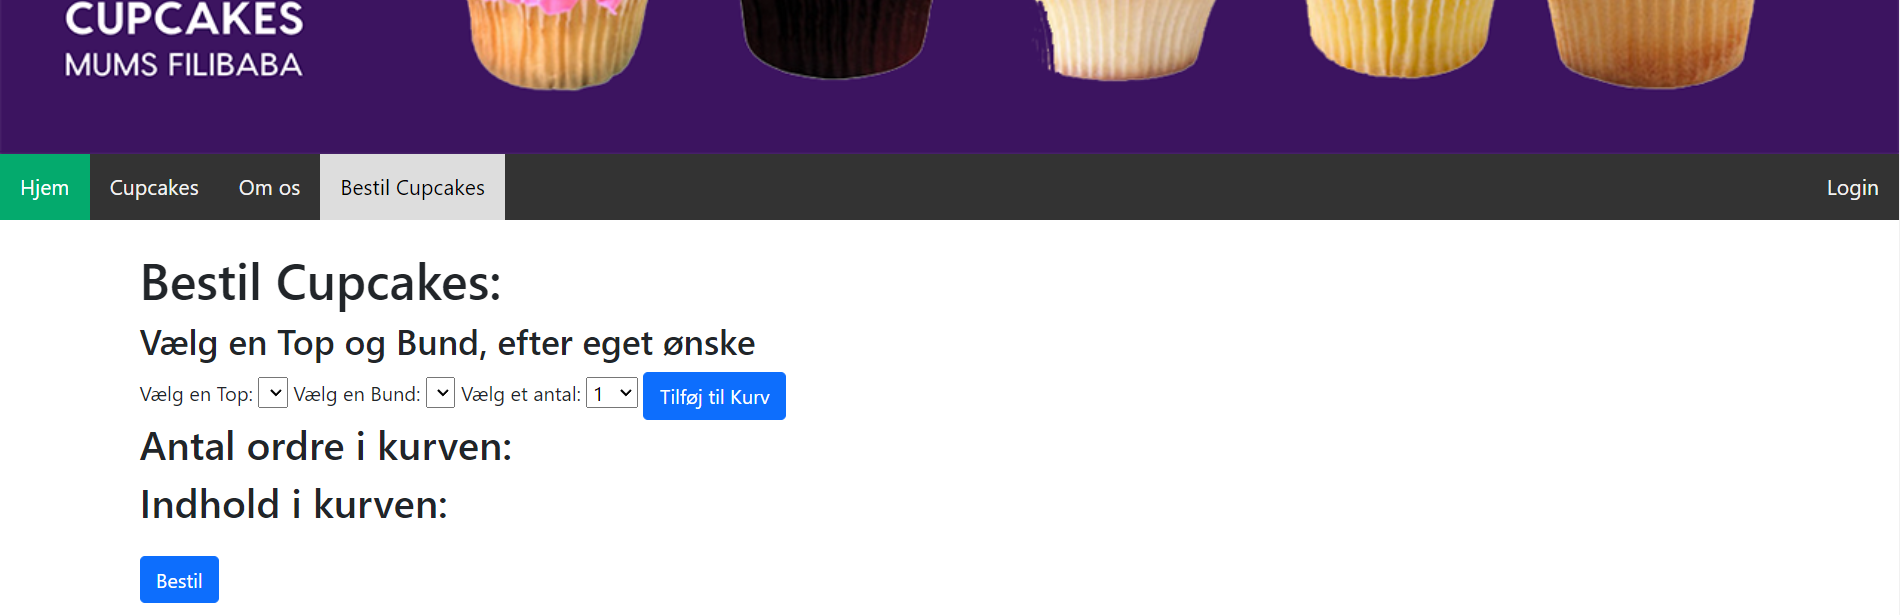 CUPCAKES
MUMS FILIBABA
Hjem Cupcakes Om os Bestil Cupcakes Login
Bestil Cupcakes:
Vælg en Top og Bund, efter eget ønske
Vælg en Top: Vælg en Bund: Vælg et antal: 1 Tilføj til Kurv
Antal ordre i kurven:
Indhold i kurven:
Bestil